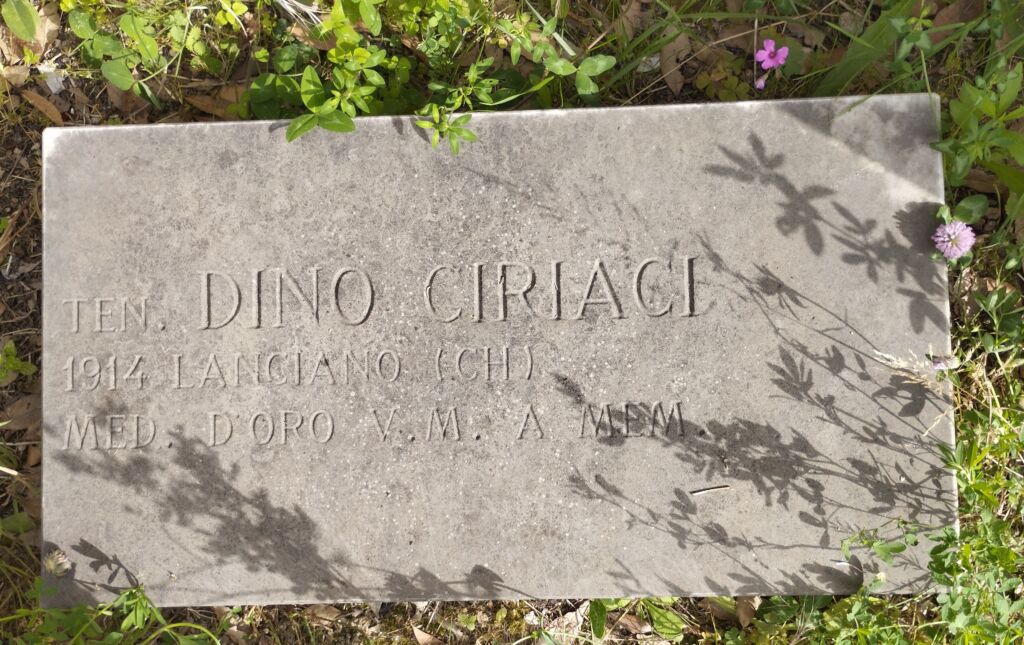 TEN. DINO CIRIACI
1914 LANCIANO (CH)
MED. D'ORO V.M. A MEM.